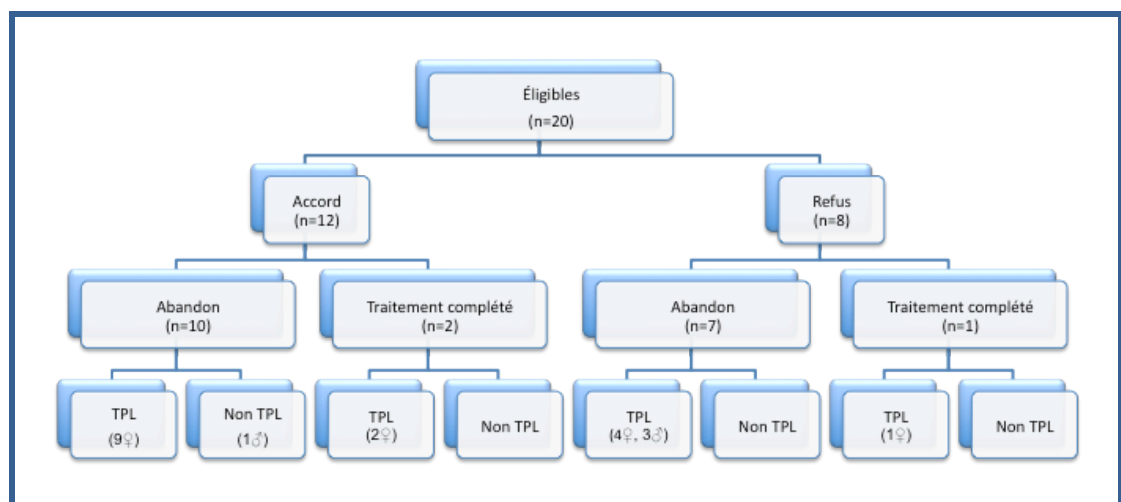 Éligibles
(n=20)
Accord
(n=12)
Refus
(n=8)
Abandon
(n=10)
Traitement complété
(n=2)
Abandon
(n=7)
Traitement complété
(n=1)
TPL
(9♀)
Non TPL
(1♂)
TPL
(2♀)
Non TPL
TPL
(4♀, 3♂)
Non TPL
TPL
(1♀)
Non TPL